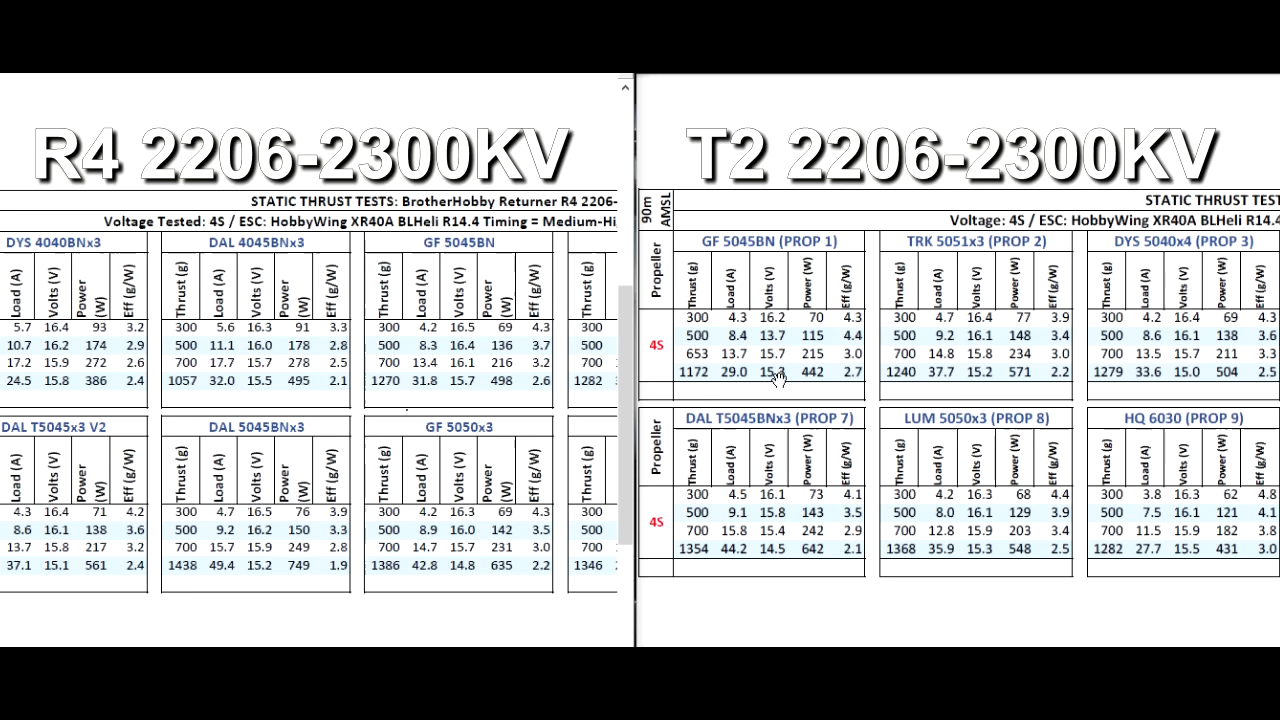 R4 2206-2300KV
STATIC THRUST TESTS: BrotherHobby Returner R4 2206-
Voltage Tested: 4S / ESC: HobbyWing XR40A BLHeli R14.4 Timing = Medium-Hi
DYS 4040BNx3 DAL 4045BNx3 GF 5045BN
Load (A) Volts (V) Power (W) Eff (g/W) Thrust (g) Load (A) Volts (V) Power (W) Eff (g/W) Thrust (g) Load (A) Volts (V) Power (W) Eff (g/W) Thrust (g)
5.7 16.4 93 3.2 300 5.6 16.3 91 3.3 300 4.2 16.5 69 4.3 300
10.7 16.2 174 2.9 500 11.1 16.0 178 2.8 500 8.3 16.4 136 3.7 500
17.2 15.9 272 2.6 700 17.7 15.7 278 2.5 700 13.4 16.1 216 3.2 700
24.5 15.8 386 2.4 1057 32.0 15.5 495 2.1 1270 31.8 15.7 498 2.6 1282
DAL T5045x3 V2 DAL 5045BNx3 GF 5050x3
Load (A) Volts (V) Power (W) Eff (g/W) Thrust (g) Load (A) Volts (V) Power (W) Eff (g/W) Thrust (g) Load (A) Volts (V) Power (W) Eff (g/W) Thrust (g)
4.3 16.4 71 4.2 300 4.7 16.5 76 3.9 300 4.2 16.3 69 4.3 300
8.6 16.1 138 3.6 500 9.2 16.2 150 3.3 500 8.9 16.0 142 3.5 500
13.7 15.8 217 3.2 700 15.7 15.9 249 2.8 700 14.7 15.7 231 3.0 700
37.1 15.1 561 2.4 1438 49.4 15.2 749 1.9 1386 42.8 14.8 635 2.2 1346
T2 2206-2300KV
90m AMSL
STATIC THRUST TEST
Voltage: 4S / ESC: HobbyWing XR40A BLHeli R14.4
Propeller GF 5045BN (PROP 1) TRK 5051x3 (PROP 2) DYS 5040x4 (PROP 3)
Thrust (g) Load (A) Volts (V) Power (W) Eff (g/W) Thrust (g) Load (A) Volts (V) Power (W) Eff (g/W) Thrust (g) Load (A) Volts (V) Power (W) Eff (g/W)
300 4.3 16.2 70 4.3 300 4.7 16.4 77 3.9 300 4.2 16.4 69 4.3
500 8.4 13.7 115 4.4 500 9.2 16.1 148 3.4 500 8.6 16.1 138 3.6
4S
653 13.7 15.7 215 3.0 700 14.8 15.8 234 3.0 700 13.5 15.7 211 3.3
1172 29.0 442 2.7 1240 37.7 15.2 571 2.2 1279 33.6 15.0 504 2.5
Propeller DAL T5045BNx3 (PROP 7) LUM 5050x3 (PROP 8) HQ 6030 (PROP 9)
Thrust (g) Load (A) Volts (V) Power (W) Eff (g/W) Thrust (g) Load (A) Volts (V) Power (W) Eff (g/W) Thrust (g) Load (A) Volts (V) Power (W) Eff (g/W)
300 4.5 16.1 73 4.1 300 4.2 16.3 68 4.4 300 3.8 16.3 62 4.8
500 9.1 15.8 143 3.5 500 8.0 16.1 129 3.9 500 7.5 16.1 121 4.1
4S
700 15.8 15.4 242 2.9 700 12.8 15.9 203 3.4 700 11.5 15.9 182 3.8
1354 44.2 14.5 642 2.1 1368 35.9 15.3 548 2.5 1282 27.7 15.5 431 3.0